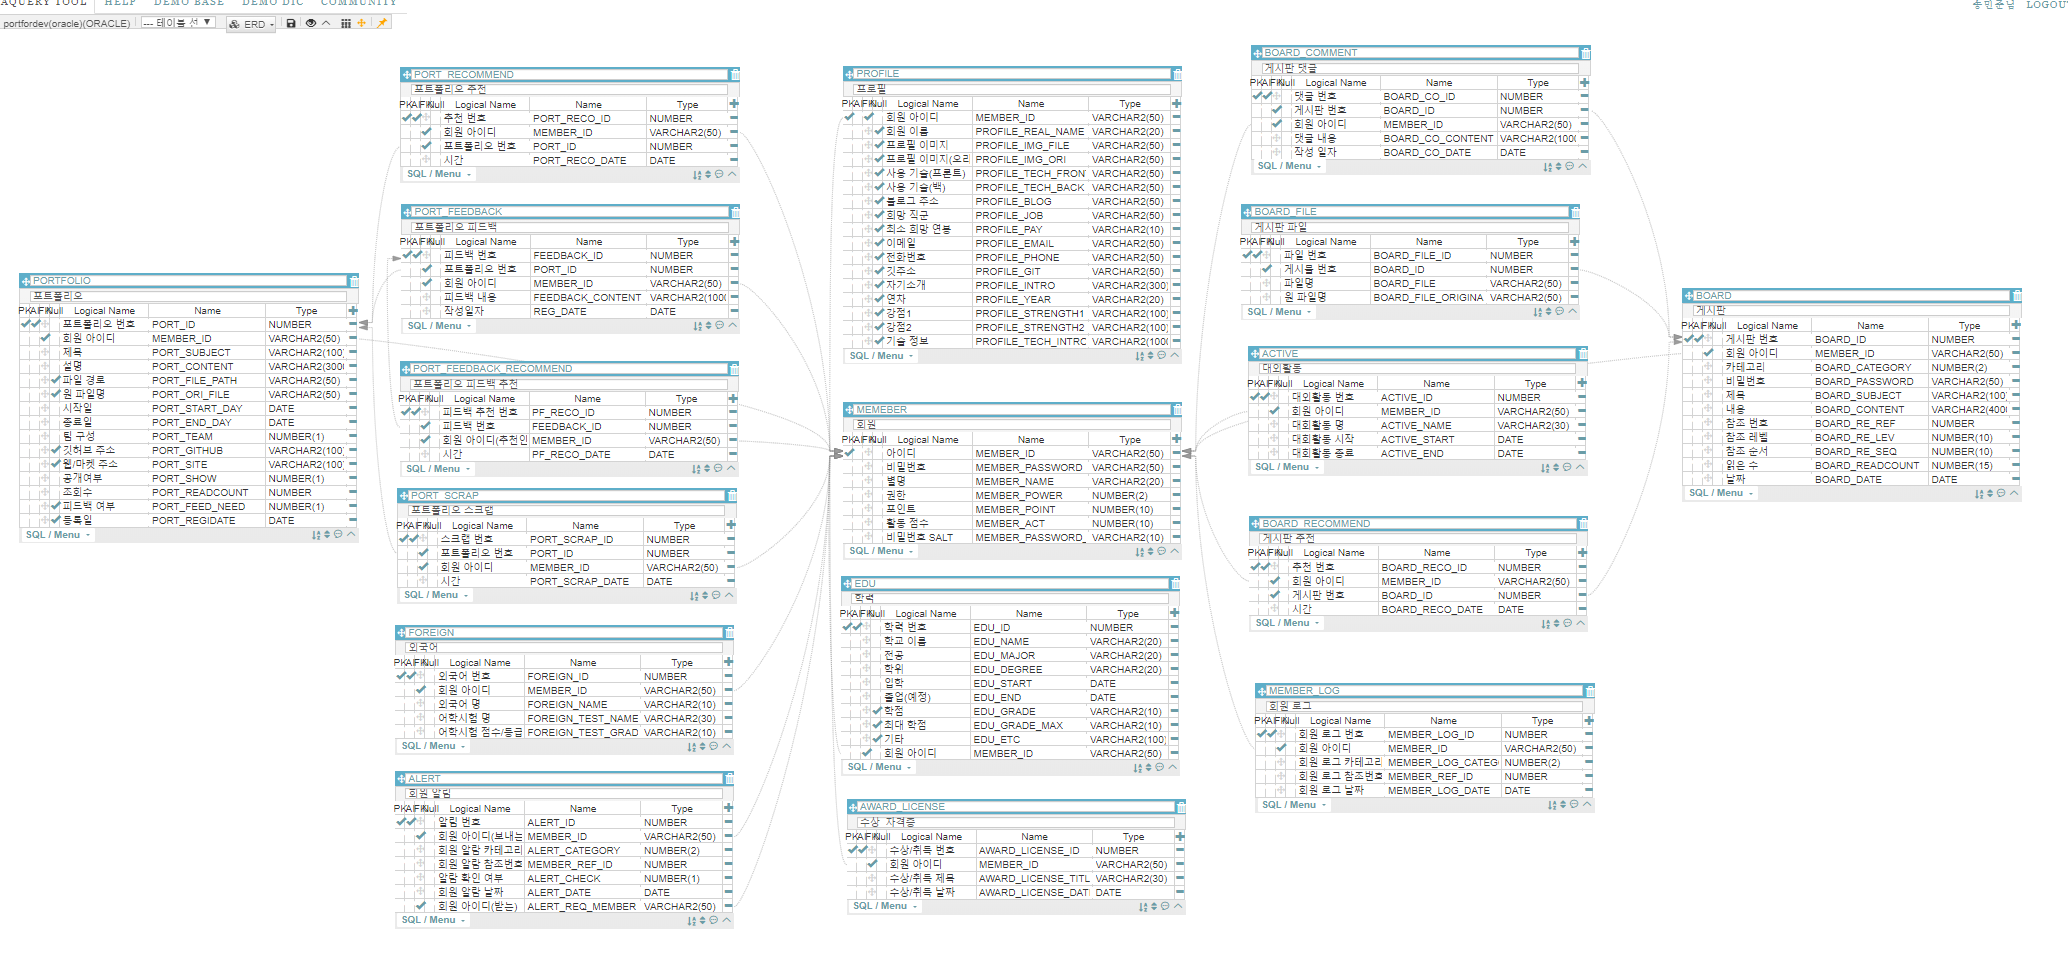 AQUERY TOOL HELP DEMO BASE DEMO DIC COMMUNITY
LOGOUT
portfordev(oracle)(ORACLE) --- 테이블 선 ▼ ERD
PORTFOLIO
포트폴리오
PK AI FK Null Logical Name Name Type
포트폴리오 번호 PORT_ID NUMBER
회원 아이디 MEMBER_ID VARCHAR2(50)
제목 PORT_SUBJECT VARCHAR2(100)
설명 PORT_CONTENT VARCHAR2(3000
파일 경로 PORT_FILE_PATH VARCHAR2(50)
원 파일명 PORT_ORI_FILE VARCHAR2(50)
시작일 PORT_START_DAY DATE
종료일 PORT_END_DAY DATE
팀 구성 PORT_TEAM NUMBER(1)
깃허브 주소 PORT_GITHUB VARCHAR2(100)
웹/마켓 주소 PORT_SITE VARCHAR2(100)
공개여부 PORT_SHOW NUMBER(1)
조회수 PORT_READCOUNT NUMBER
피드백 여부 PORT_FEED_NEED NUMBER(1)
등록일 PORT_REGIDATE DATE
SQL / Menu
PORT_RECOMMEND
포트폴리오 추천
PK AI FK Null Logical Name Name Type
추천 번호 PORT_RECO_ID NUMBER
회원 아이디 MEMBER_ID VARCHAR2(50)
포트폴리오 번호 PORT_ID NUMBER
시간 PORT_RECO_DATE DATE
SQL / Menu
PORT_FEEDBACK
포트폴리오 피드백
PK AI FK Null Logical Name Name Type
피드백 번호 FEEDBACK_ID NUMBER
포트폴리오 번호 PORT_ID NUMBER
회원 아이디 MEMBER_ID VARCHAR2(50)
피드백 내용 FEEDBACK_CONTENT VARCHAR2(1000
작성일자 REG_DATE DATE
SQL / Menu
PORT_FEEDBACK_RECOMMEND
포트폴리오 피드백 추천
PK AI FK Null Logical Name Name Type
피드백 추천 번호 PF_RECO_ID NUMBER
피드백 번호 FEEDBACK_ID NUMBER
회원 아이디(추천인 MEMBER_ID VARCHAR2(50)
시간 PF_RECO_DATE DATE
SQL / Menu
PORT_SCRAP
포트폴리오 스크랩
PK AI FK Null Logical Name Name Type
스크랩 번호 PORT_SCRAP_ID NUMBER
포트폴리오 번호 PORT_ID NUMBER
회원 아이디 MEMBER_ID VARCHAR2(50)
시간 PORT_SCRAP_DATE DATE
SQL / Menu
FOREIGN
외국어
PK AI FK Null Logical Name Name Type
외국어 번호 FOREIGN_ID NUMBER
회원 아이디 MEMBER_ID VARCHAR2(50)
외국어 명 FOREIGN_NAME VARCHAR2(10)
어학시험 명 FOREIGN_TEST_NAME VARCHAR2(30)
어학시험 점수/등급 FOREIGN_TEST_GRAD VARCHAR2(10)
SQL / Menu
ALERT
회원 알림
PK AI FK Null Logical Name Name Type
알림 번호 ALERT_ID NUMBER
회원 아이디(보내는 MEMBER_ID VARCHAR2(50)
회원 알람 카테고리 ALERT_CATEGORY NUMBER(2)
회원 알람 참조번호 MEMBER_REF_ID NUMBER
알람 확인 여부 ALERT_CHECK NUMBER(1)
회원 알람 날짜 ALERT_DATE DATE
회원 아이디(받는) ALERT_REQ_MEMBER VARCHAR2(50)
SQL / Menu
PROFILE
프로필
PK AI FK Null Logical Name Name Type
회원 아이디 MEMBER_ID VARCHAR2(50)
회원 이름 PROFILE_REAL_NAME VARCHAR2(20)
프로필 이미지 PROFILE_IMG_FILE VARCHAR2(50)
프로필 이미지(오리 PROFILE_IMG_ORI VARCHAR2(50)
사용 기술(프론트) PROFILE_TECH_FRON VARCHAR2(50)
사용 기술(백) PROFILE_TECH_BACK VARCHAR2(50)
블로그 주소 PROFILE_BLOG VARCHAR2(50)
희망 직군 PROFILE_JOB VARCHAR2(50)
최소 희망 연봉 PROFILE_PAY VARCHAR2(10)
이메일 PROFILE_EMAIL VARCHAR2(50)
전화번호 PROFILE_PHONE VARCHAR2(50)
깃주소 PROFILE_GIT VARCHAR2(50)
자기소개 PROFILE_INTRO VARCHAR2(300)
연차 PROFILE_YEAR VARCHAR2(20)
강점1 PROFILE_STRENGTH1 VARCHAR2(100)
강점2 PROFILE_STRENGTH2 VARCHAR2(100)
기술 정보 PROFILE_TECH_INTRO VARCHAR2(1000
SQL / Menu
MEMEBER
회원
PK AI FK Null Logical Name Name Type
아이디 MEMBER_ID VARCHAR2(50)
비밀번호 MEMBER_PASSWORD VARCHAR2(50)
별명 MEMBER_NAME VARCHAR2(20)
권한 MEMBER_POWER NUMBER(2)
포인트 MEMBER_POINT NUMBER(10)
활동 점수 MEMBER_ACT NUMBER(10)
비밀번호 SALT MEMBER_PASSWORD_ VARCHAR2(10)
SQL / Menu
EDU
학력
PK AI FK Null Logical Name Name Type
학력 번호 EDU_ID NUMBER
학교 이름 EDU_NAME VARCHAR2(20)
전공 EDU_MAJOR VARCHAR2(20)
학위 EDU_DEGREE VARCHAR2(20)
입학 EDU_START DATE
졸업(예정) EDU_END DATE
학점 EDU_GRADE VARCHAR2(10)
최대 학점 EDU_GRADE_MAX VARCHAR2(10)
기타 EDU_ETC VARCHAR2(100)
회원 아이디 MEMBER_ID VARCHAR2(50)
SQL / Menu
AWARD_LICENSE
수상_자격증
PK AI FK Null Logical Name Name Type
수상/취득 번호 AWARD_LICENSE_ID NUMBER
회원 아이디 MEMBER_ID VARCHAR2(50)
수상/취득 제목 AWARD_LICENSE_TITL VARCHAR2(30)
수상/취득 날짜 AWARD_LICENSE_DATI DATE
SQL / Menu
BOARD_COMMENT
게시판 댓글
PK AI FK Null Logical Name Name Type
댓글 번호 BOARD_CO_ID NUMBER
게시판 번호 BOARD_ID NUMBER
회원 아이디 MEMBER_ID VARCHAR2(50)
댓글 내용 BOARD_CO_CONTENT VARCHAR2(1000
작성 일자 BOARD_CO_DATE DATE
SQL / Menu
BOARD_FILE
게시판 파일
PK AI FK Null Logical Name Name Type
파일 번호 BOARD_FILE_ID NUMBER
게시물 번호 BOARD_ID NUMBER
파일명 BOARD_FILE VARCHAR2(50)
원 파일명 BOARD_FILE_ORIGINA VARCHAR2(50)
SQL / Menu
ACTIVE
대외활동
PK AI FK Null Logical Name Name Type
대외활동 번호 ACTIVE_ID NUMBER
회원 아이디 MEMBER_ID VARCHAR2(50)
대회활동 명 ACTIVE_NAME VARCHAR2(30)
대회활동 시작 ACTIVE_START DATE
대회활동 종료 ACTIVE_END DATE
SQL / Menu
BOARD_RECOMMEND
게시판 추천
PK AI FK Null Logical Name Name Type
추천 번호 BOARD_RECO_ID NUMBER
회원 아이디 MEMBER_ID VARCHAR2(50)
게시판 번호 BOARD_ID NUMBER
시간 BOARD_RECO_DATE DATE
SQL / Menu
MEMBER_LOG
회원 로그
PK AI FK Null Logical Name Name Type
회원 로그 번호 MEMBER_LOG_ID NUMBER
회원 아이디 MEMBER_ID VARCHAR2(50)
회원 로그 카테고리 MEMBER_LOG_CATEG( NUMBER(2)
회원 로그 참조번호 MEMBER_REF_ID NUMBER
회원 로그 날짜 MEMBER_LOG_DATE DATE
SQL / Menu
BOARD
게시판
PK AI FK Null Logical Name Name Type
게시판 번호 BOARD_ID NUMBER
회원 아이디 MEMBER_ID VARCHAR2(50)
카테고리 BOARD_CATEGORY NUMBER(2)
비밀번호 BOARD_PASSWORD VARCHAR2(50)
제목 BOARD_SUBJECT VARCHAR2(100
내용 BOARD_CONTENT VARCHAR2(400(
참조 번호 BOARD_RE_REF NUMBER
참조 레벨 BOARD_RE_LEV NUMBER(10)
참조 순서 BOARD_RE_SEQ NUMBER(10)
읽은 수 BOARD_READCOUNT NUMBER(15)
날짜 BOARD_DATE DATE
SQL / Menu